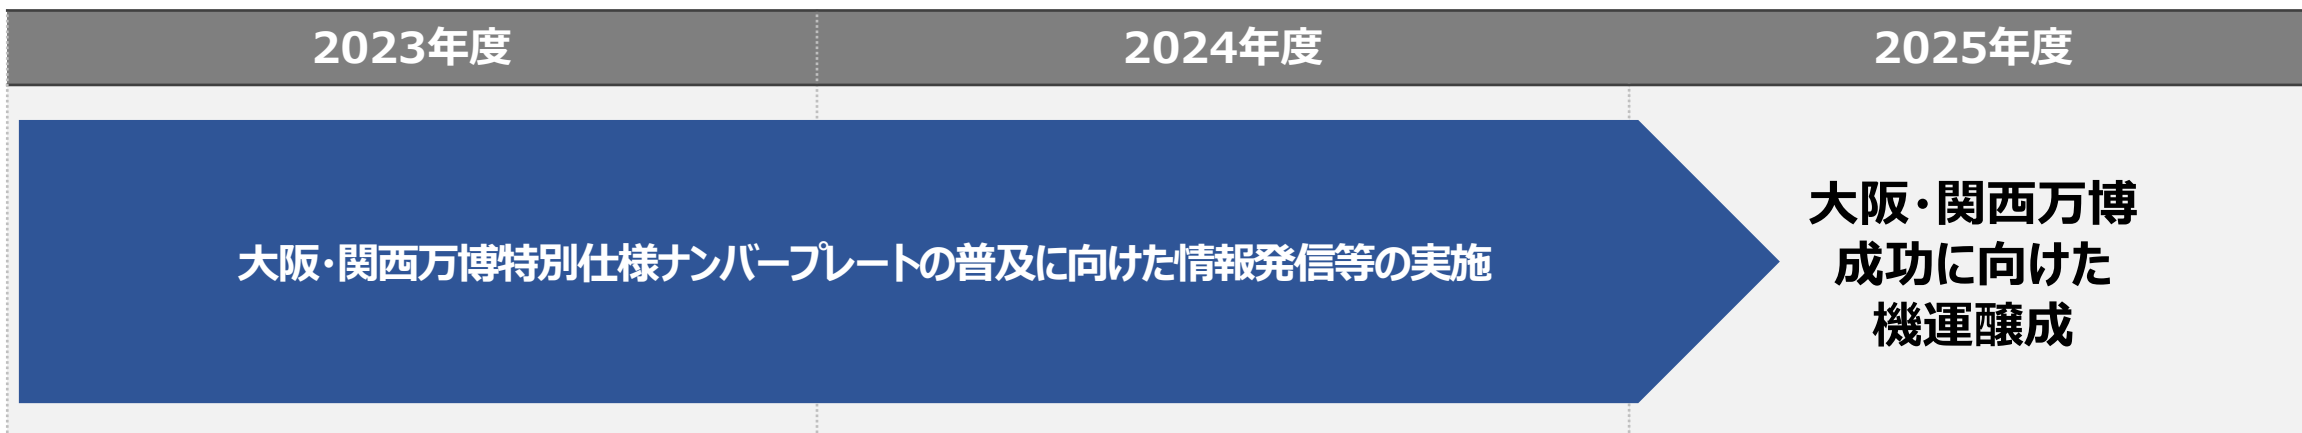 2023年度
2024年度
2025年度
大阪・関西万博特別仕様ナンバープレートの普及に向けた情報発信等の実施
大阪・関西万博
成功に向けた
機運醸成